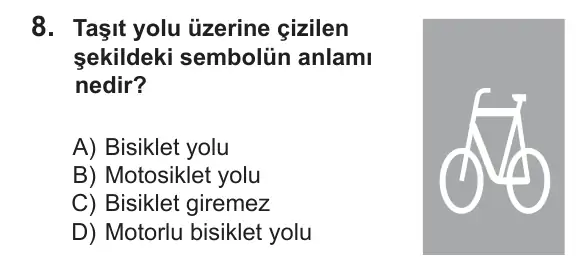 8. Taşıt yolu üzerine çizilen
şekildeki sembolün anlamı
nedir?
A) Bisiklet yolu
B) Motosiklet yolu
C) Bisiklet giremez
D) Motorlu bisiklet yolu